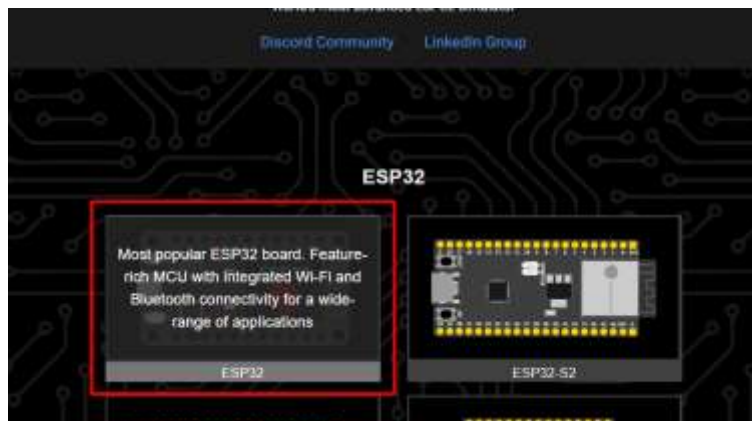 Discord Community LinkedIn Group
ESP32
Most popular ESP32 board. Feature-
rich MCU with integrated Wi-Fi and
Bluetooth connectivity for a wide-
range of applications
ESP32
ESP32-S2